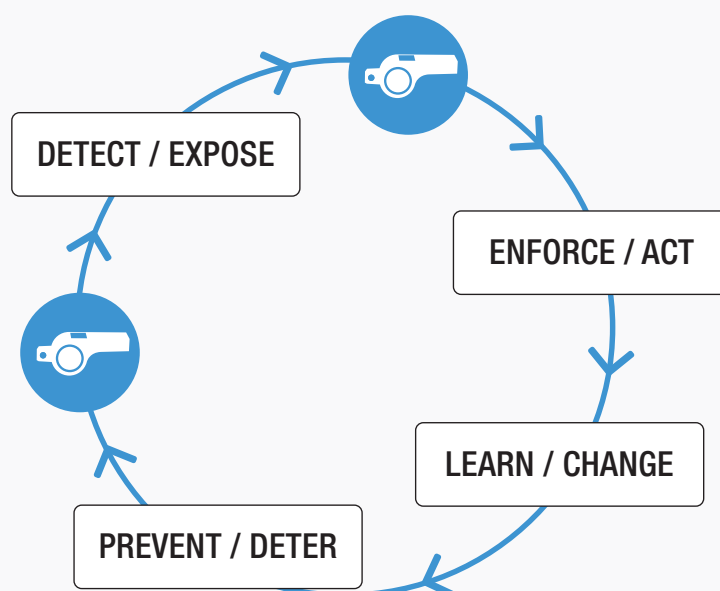 DETECT / EXPOSE
ENFORCE / ACT
LEARN / CHANGE
PREVENT / DETER